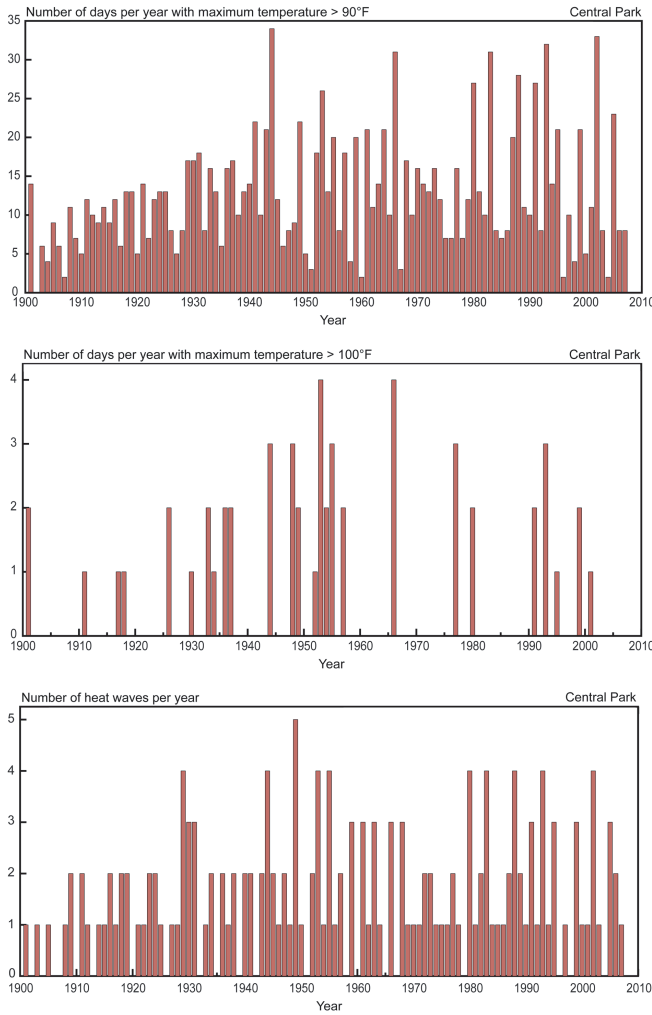 Number of days per year with maximum temperature > 90°F Central Park
35
30
25
20
15
10
5
0
1900 1910 1920 1930 1940 1950 1960 1970 1980 1990 2000 2010
Year
Number of days per year with maximum temperature > 100°F Central Park
4
3
2
1
0
1900 1910 1920 1930 1940 1950 1960 1970 1980 1990 2000 2010
Year
Number of heat waves per year Central Park
5
4
3
2
1
0
1900 1910 1920 1930 1940 1950 1960 1970 1980 1990 2000 2010
Year